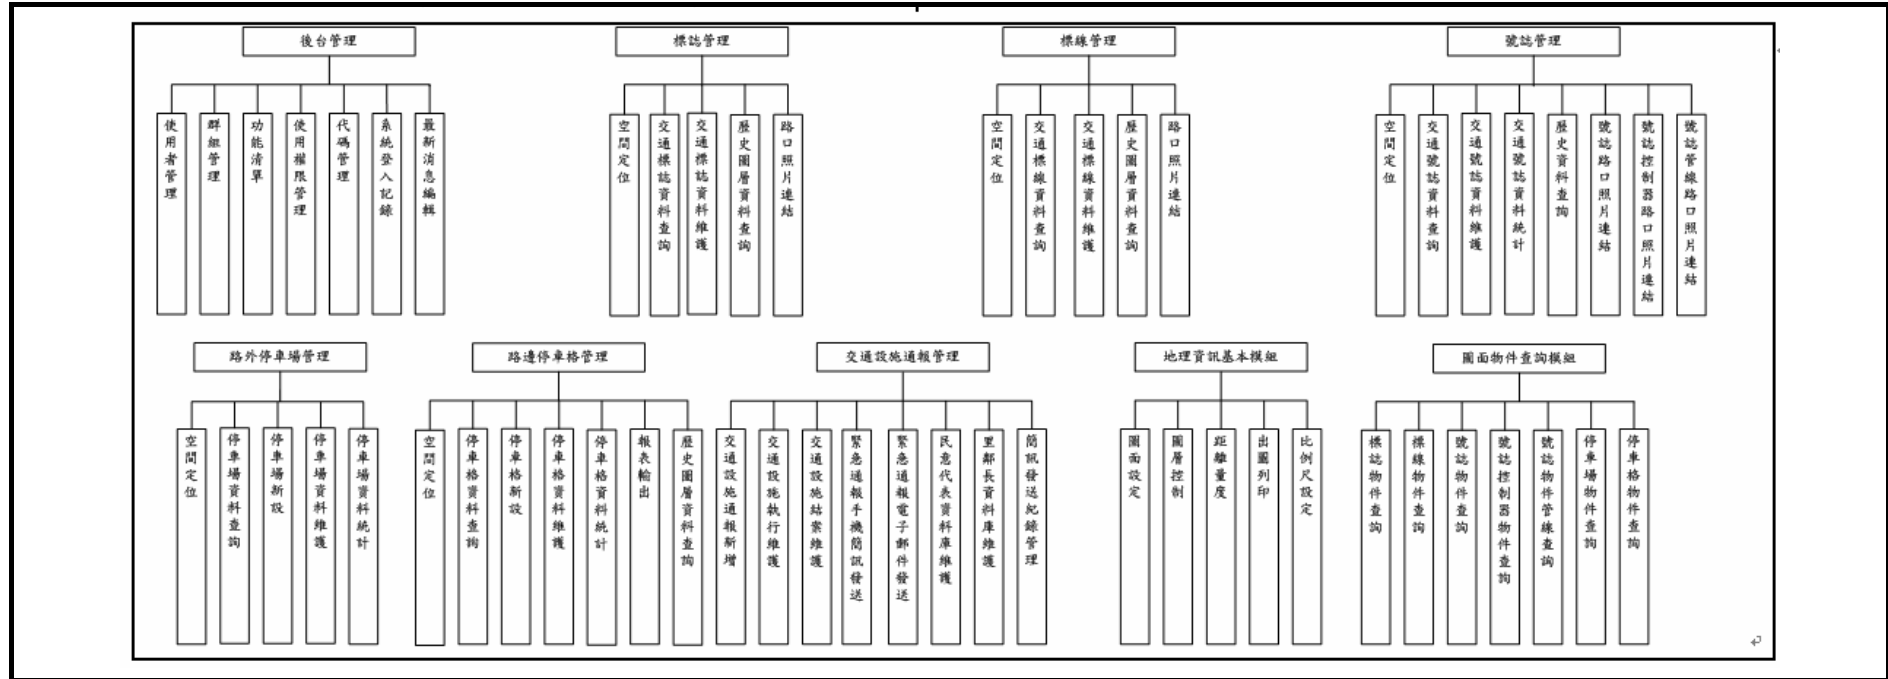 後台管理
使用者管理
群組管理
功能清單
使用權限管理
代碼管理
系統登入記錄
最新消息編輯
標誌管理
空間定位
交通標誌資料查詢
交通標誌資料維護
歷史圖層資料查詢
路口照片連結
標線管理
空間定位
交通標線資料查詢
交通標線資料維護
歷史圖層資料查詢
路口照片連結
號誌管理
空間定位
交通號誌資料查詢
交通號誌資料維護
交通號誌資料統計
歷史資料查詢
號誌路口照片連結
號誌控制器路口照片連結
號誌管線路口照片連結
路外停車場管理
空間定位
停車場資料查詢
停車場新設
停車場資料維護
停車場資料統計
路邊停車格管理
空間定位
停車格資料查詢
停車格新設
停車格資料維護
停車格資料統計
報表輸出
歷史圖層資料查詢
交通設施通報管理
交通設施通報新增
交通設施執行維護
交通設施結案維護
緊急通報手機簡訊發送
緊急通報電子郵件發送
民意代表資料庫維護
里鄰長資料庫維護
簡訊發送紀錄管理
地理資訊基本模組
圖面設定
圖層控制
距離量度
出圖列印
比例尺設定
圖面物件查詢模組
標誌物件查詢
標線物件查詢
號誌物件查詢
號誌控制器物件查詢
號誌物件管線查詢
停車場物件查詢
停車格物件查詢